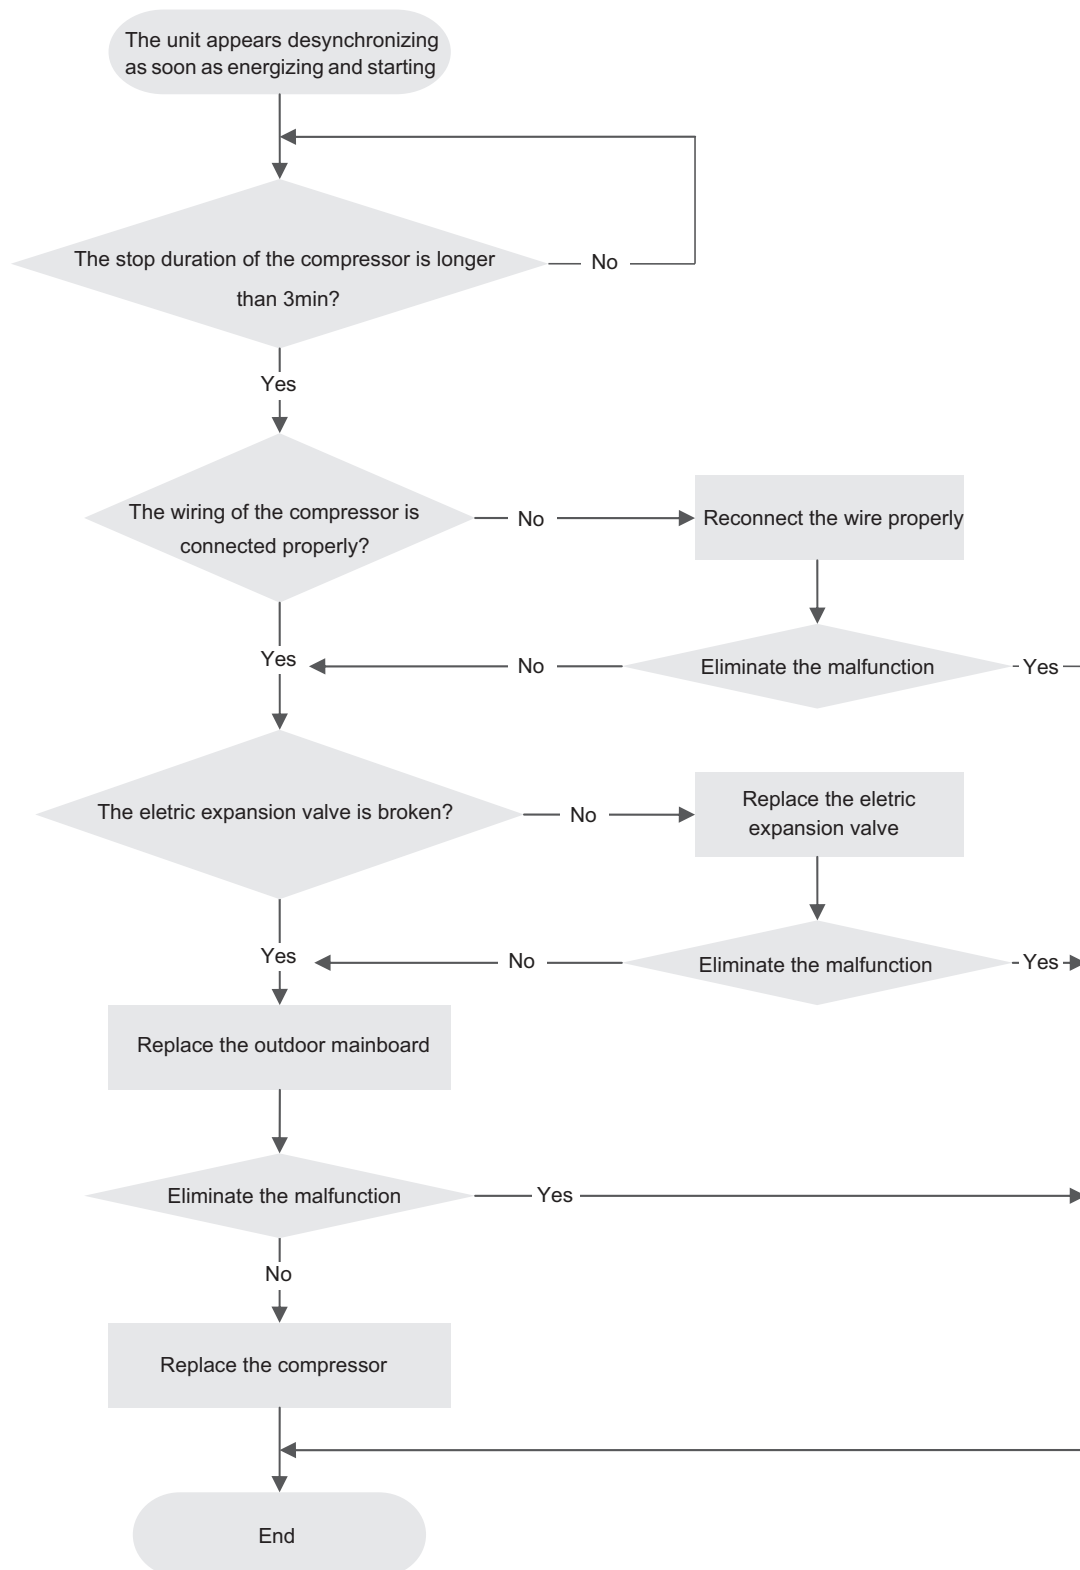 The unit appears desynchronizing
as soon as energizing and starting
The stop duration of the compressor is longer
than 3min?
No
Yes
The wiring of the compressor is
connected properly?
No
Reconnect the wire properly
Yes
No
Eliminate the malfunction
Yes
The eletric expansion valve is broken?
No
Replace the eletric
expansion valve
Yes
No
Eliminate the malfunction
Yes
Replace the outdoor mainboard
Eliminate the malfunction
Yes
No
Replace the compressor
End